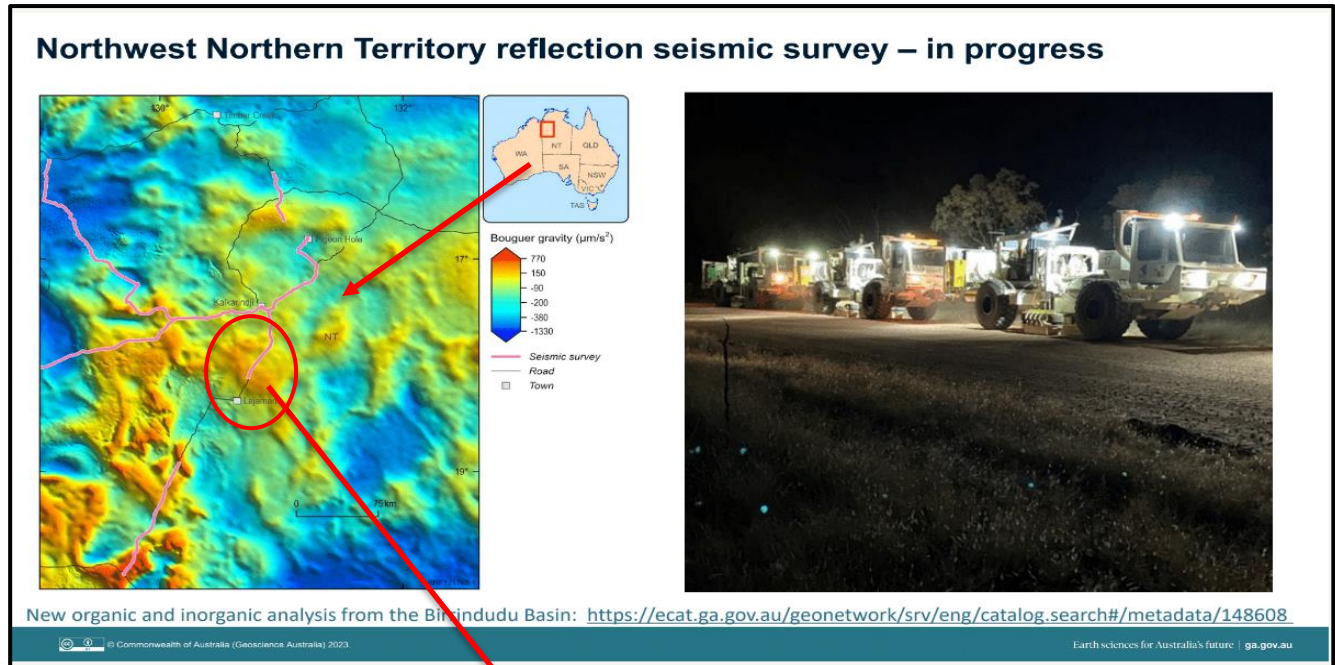 Northwest Northern Territory reflection seismic survey – in progress
130°
132°
Timber Creek
Pigeon Hole
17°
Kalkarindji
NT
Lajamanu
19°
0
75 km
WA
NT
QLD
SA
NSW
VIC
TAS
Bouguer gravity (µm/s²)
770
150
-90
-200
-380
-1330
Seismic survey
Road
Town
New organic and inorganic analysis from the Birrindudu Basin: https://ecat.ga.gov.au/geonetwork/srv/eng/catalog.search#/metadata/148608
© Commonwealth of Australia (Geoscience Australia) 2023.
Earth sciences for Australia's future | ga.gov.au